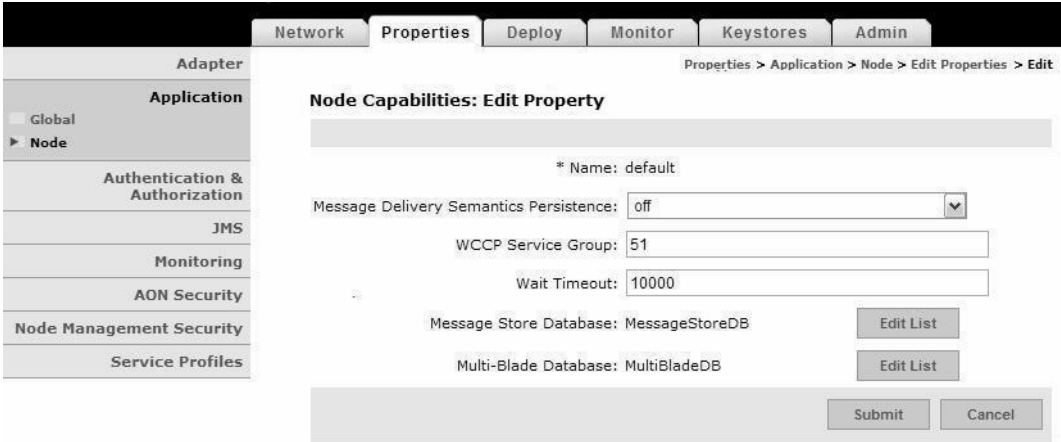 Network Properties Deploy Monitor Keystores Admin
Properties > Application > Node > Edit Properties > Edit
Adapter
Application
Global
Node
Authentication &
Authorization
JMS
Monitoring
AON Security
Node Management Security
Service Profiles
Node Capabilities: Edit Property
* Name: default
Message Delivery Semantics Persistence: off
WCCP Service Group: 51
Wait Timeout: 10000
Message Store Database: MessageStoreDB Edit List
Multi-Blade Database: MultiBladeDB Edit List
Submit Cancel